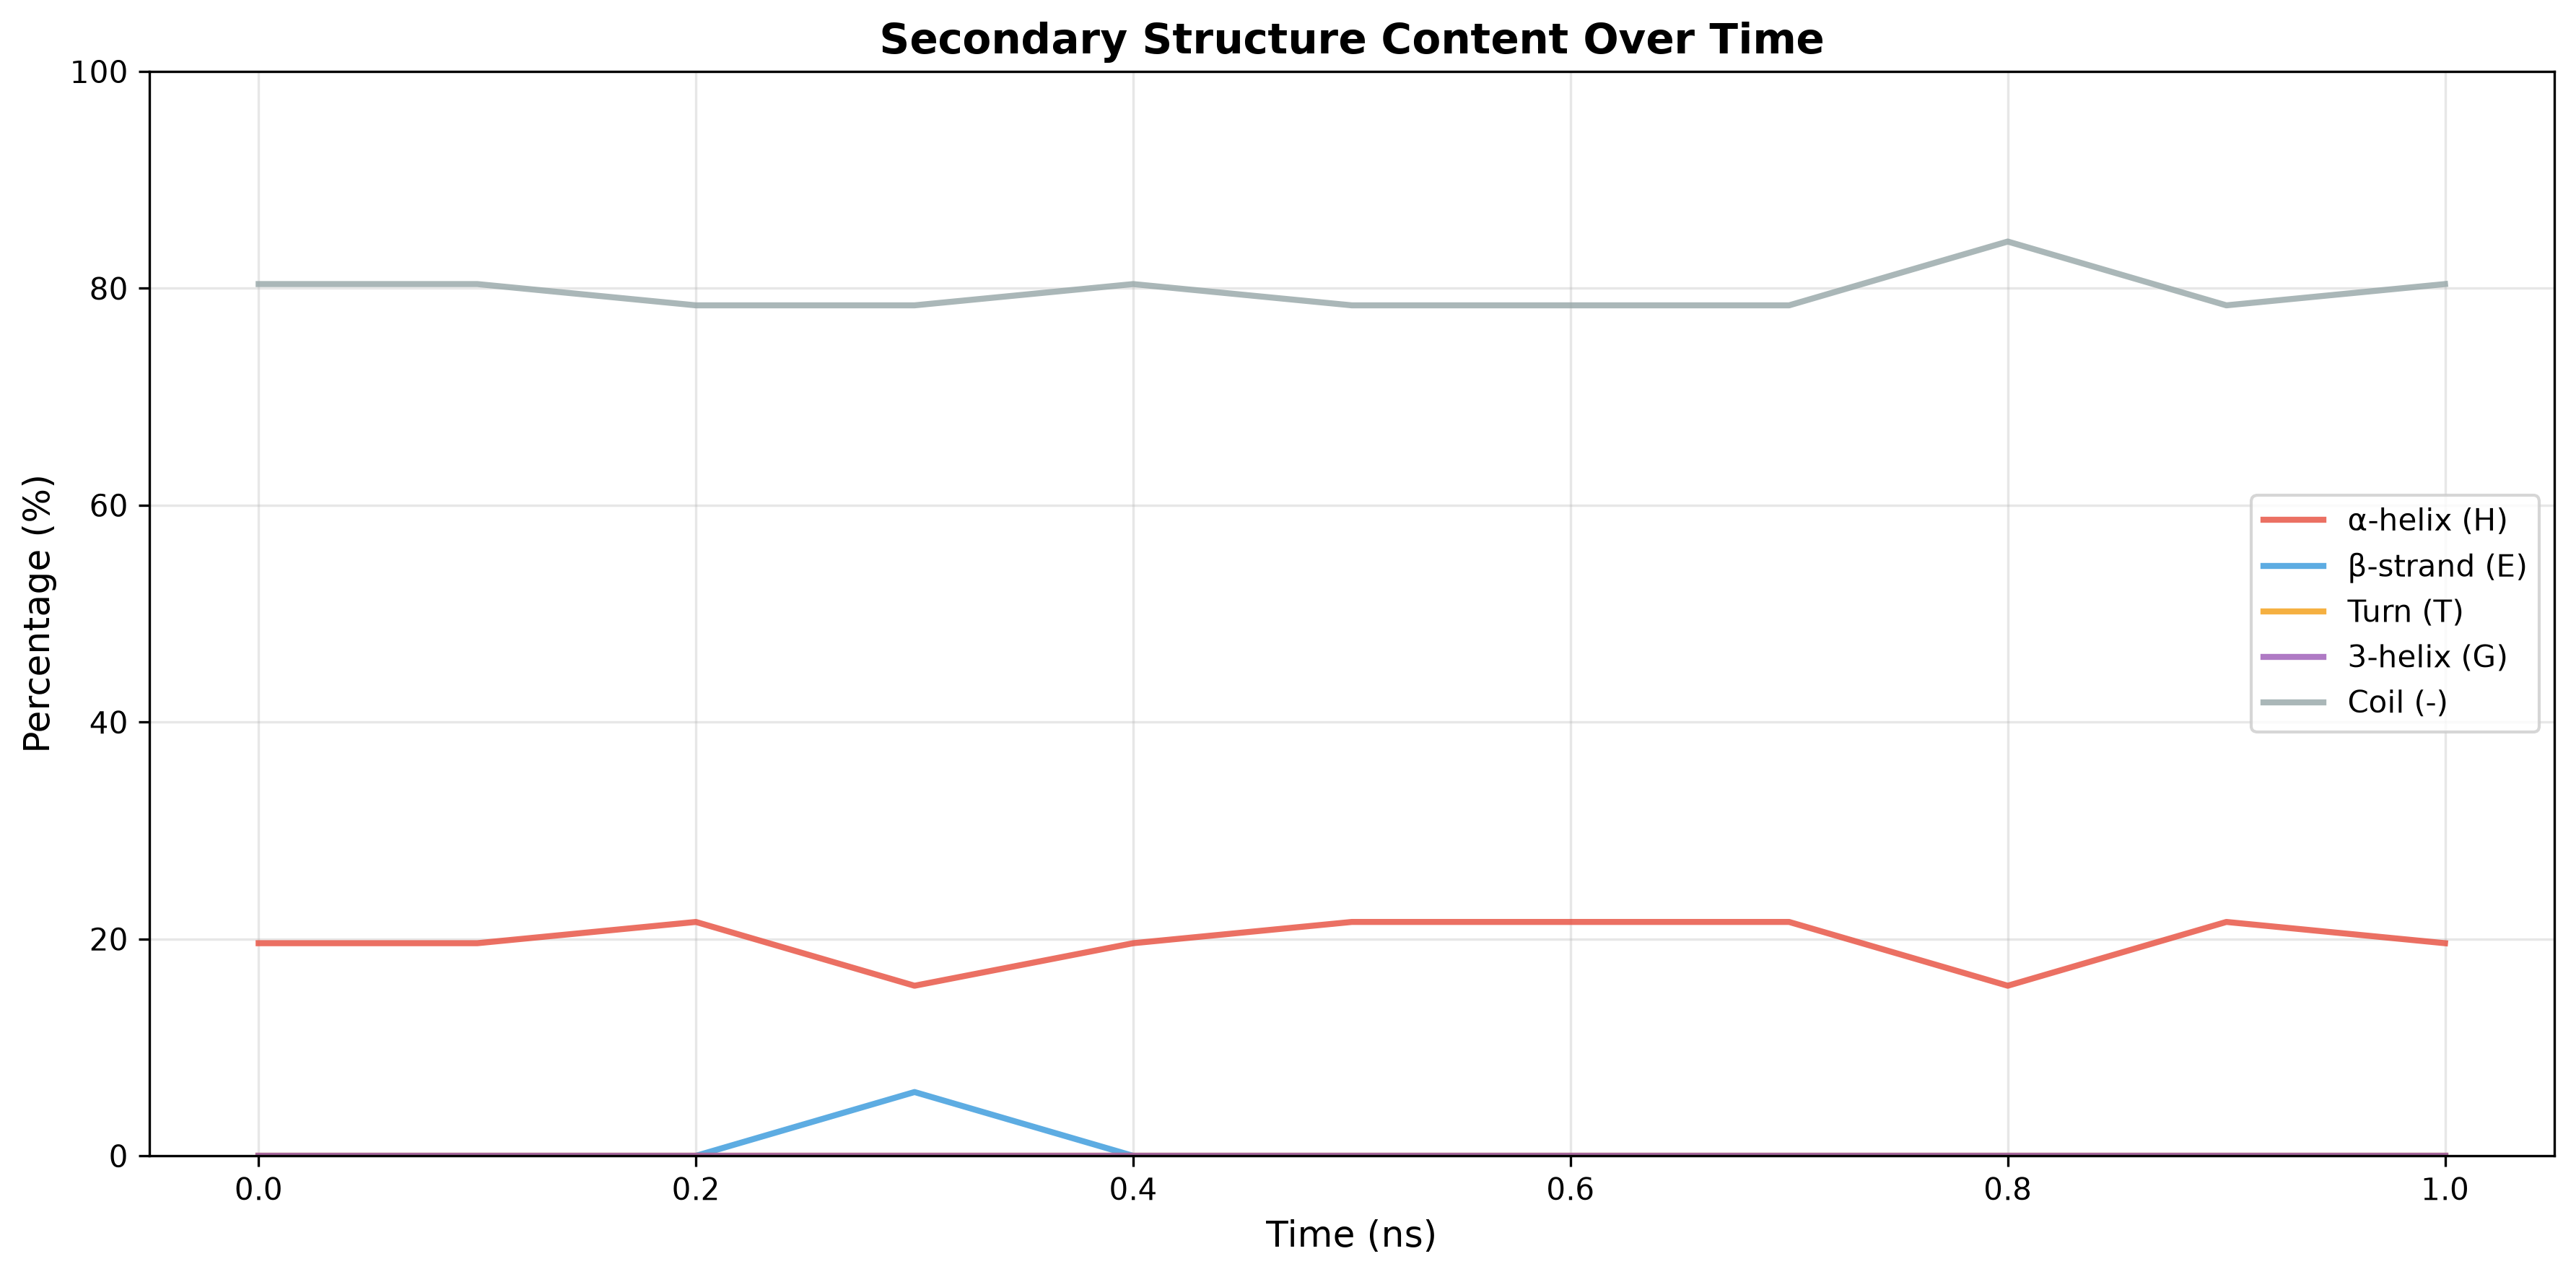 Secondary Structure Content Over Time
100
80
60
40
20
0
Percentage (%)
α-helix (H)
β-strand (E)
Turn (T)
3-helix (G)
Coil (-)
0.0 0.2 0.4 0.6 0.8 1.0
Time (ns)